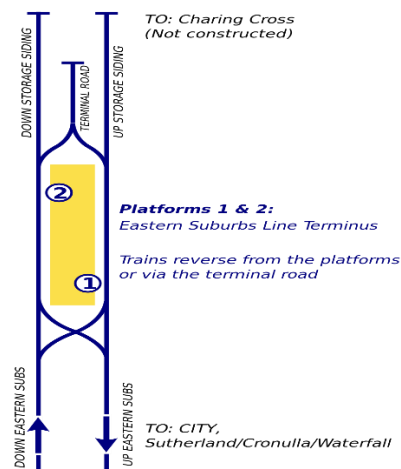 TO: Charing Cross
(Not constructed)
DOWN STORAGE SIDING
TERMINAL ROAD
UP STORAGE SIDING
2
Platforms 1 & 2:
Eastern Suburbs Line Terminus
Trains reverse from the platforms
or via the terminal road
1
DOWN EASTERN SUBS
UP EASTERN SUBS
TO: CITY,
Sutherland/Cronulla/Waterfall